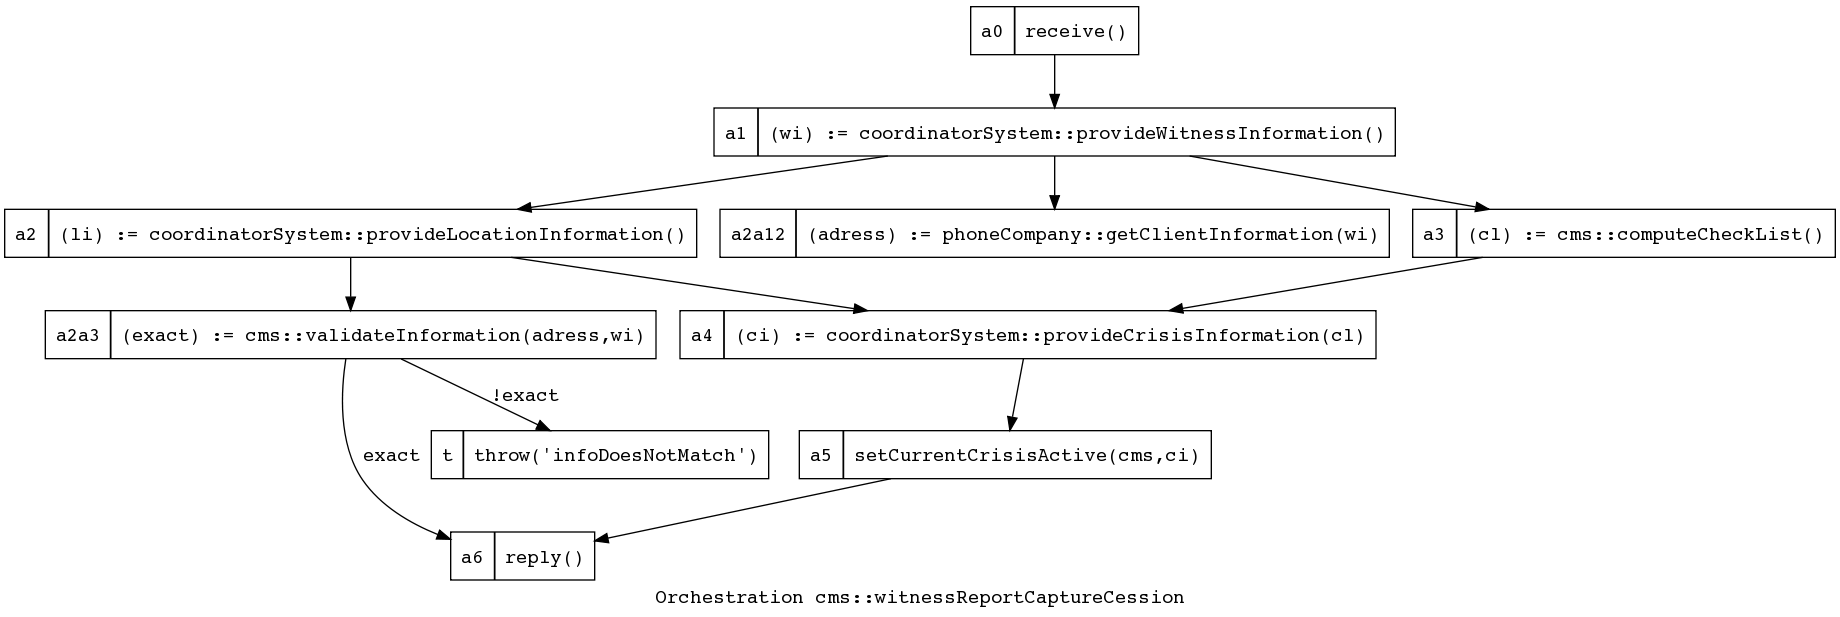 a0 receive()
a1 (wi) := coordinatorSystem::provideWitnessInformation()
a2 (li) := coordinatorSystem::provideLocationInformation()
a2a12 (adress) := phoneCompany::getClientInformation(wi)
a3 (cl) := cms::computeCheckList()
a2a3 (exact) := cms::validateInformation(adress,wi)
a4 (ci) := coordinatorSystem::provideCrisisInformation(cl)
!exact
exact
t throw('infoDoesNotMatch')
a5 setCurrentCrisisActive(cms,ci)
a6 reply()
Orchestration cms::witnessReportCaptureCession